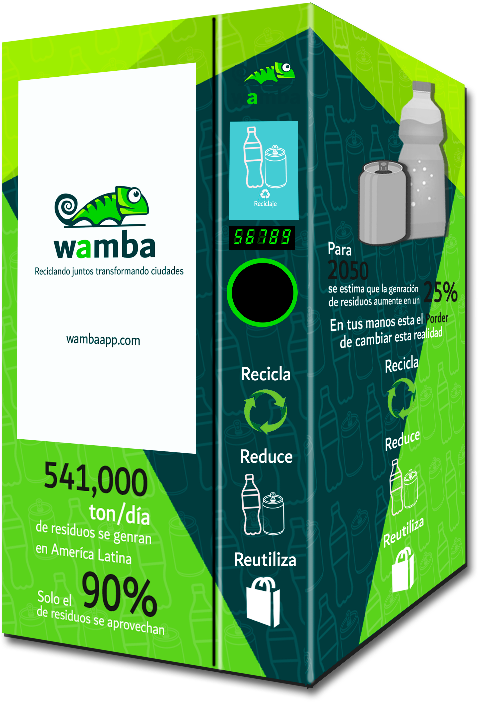 wamba
Reciclando juntos transformando ciudades
wambaapp.com
541,000
ton/día
de residuos se genran
en America Latina
Solo el 90%
de residuos se aprovechan
a
Reciclale
56789
Recicla
Reduce
Reutiliza
Para
2050
se estima que la genración
de residuos aumente en un 25%
En tus manos esta el Porder
de cambiar esta realidad
Recicla
Reduce
Reutiliza